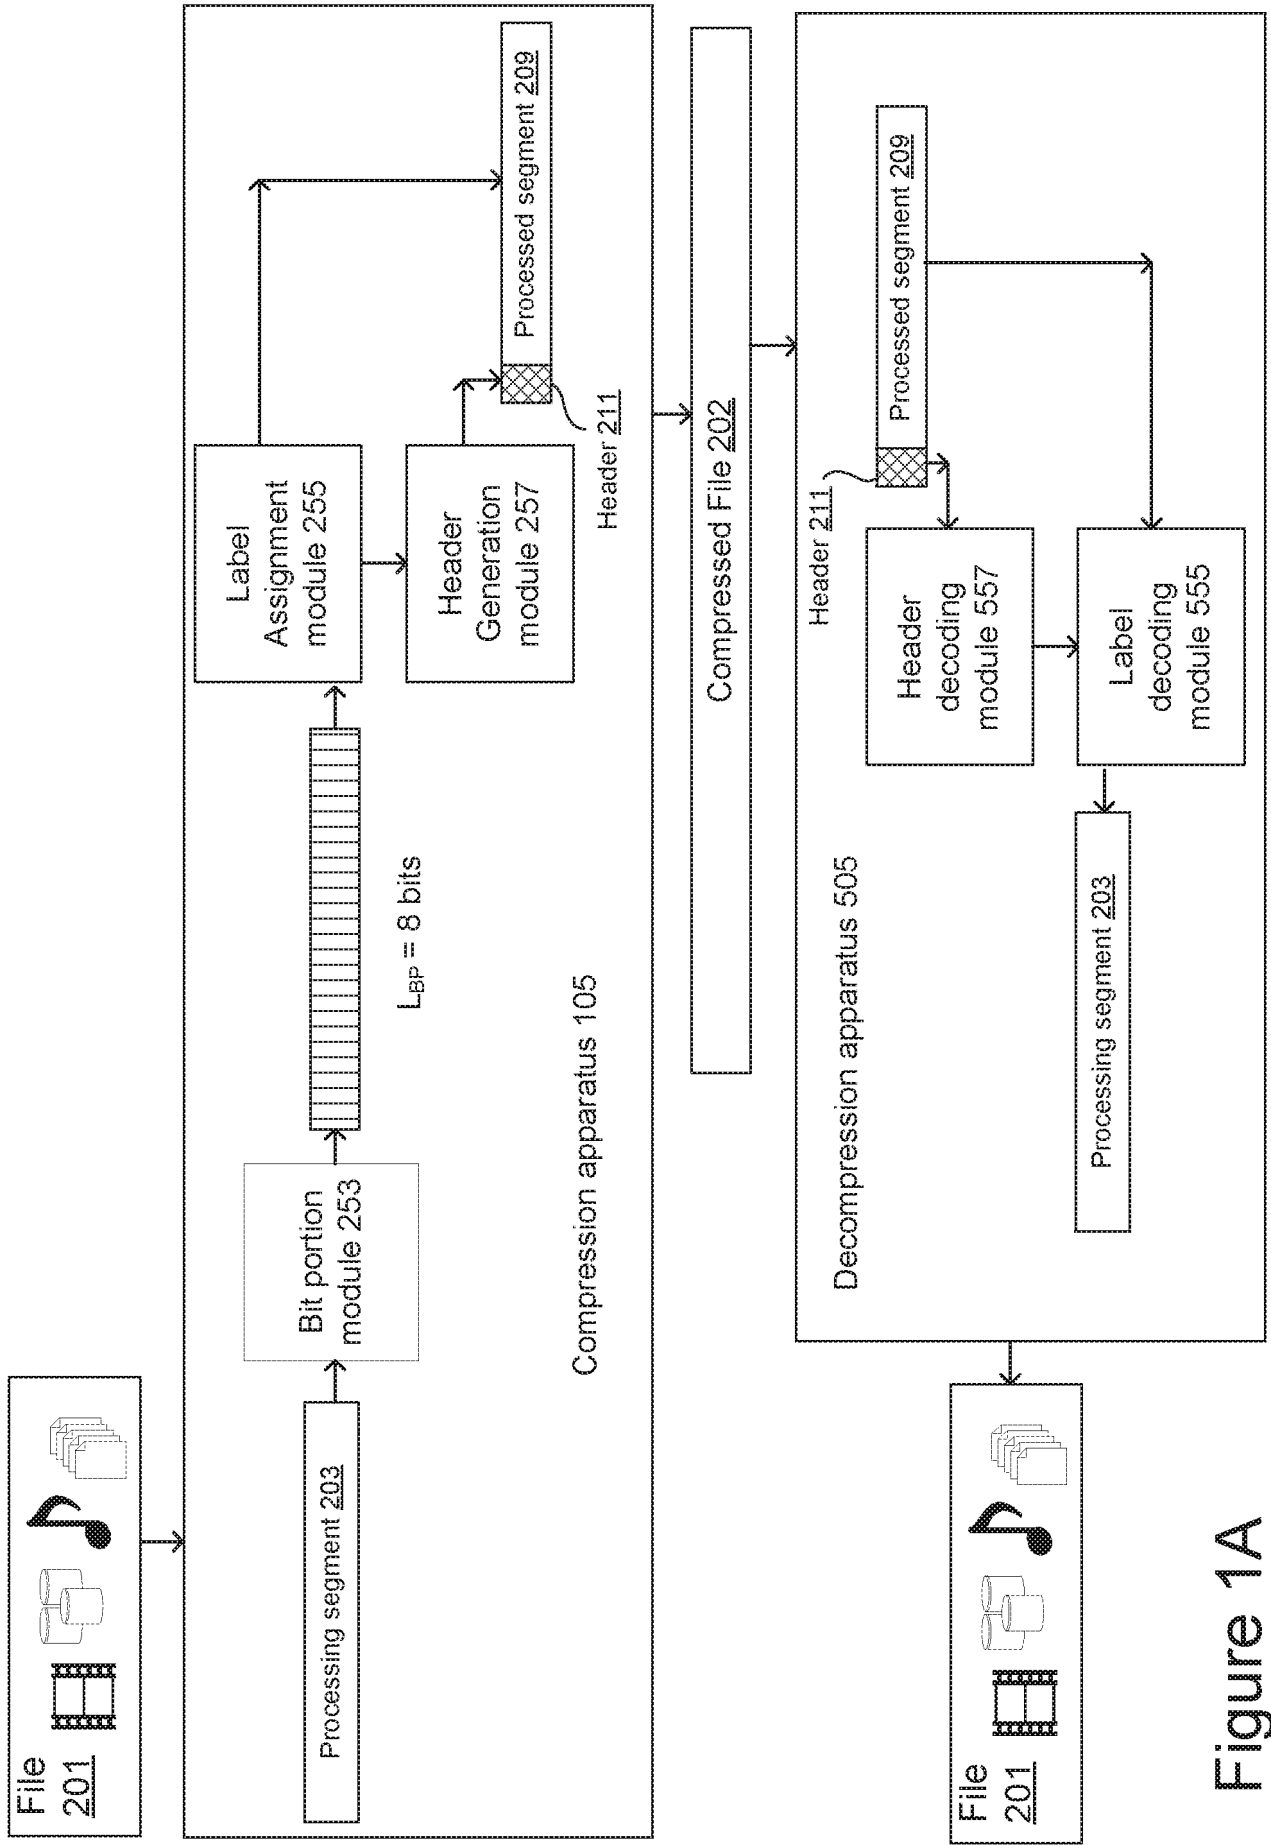 File
201
Processing segment 203
Bit portion
module 253
L_BP = 8 bits
Label
Assignment
module 255
Header
Generation
module 257
Processed segment 209
Header 211
Compression apparatus 105
Compressed File 202
Header 211
Processed segment 209
Header
decoding
module 557
Label
decoding
module 555
Processing segment 203
Decompression apparatus 505
File
201
Figure 1A